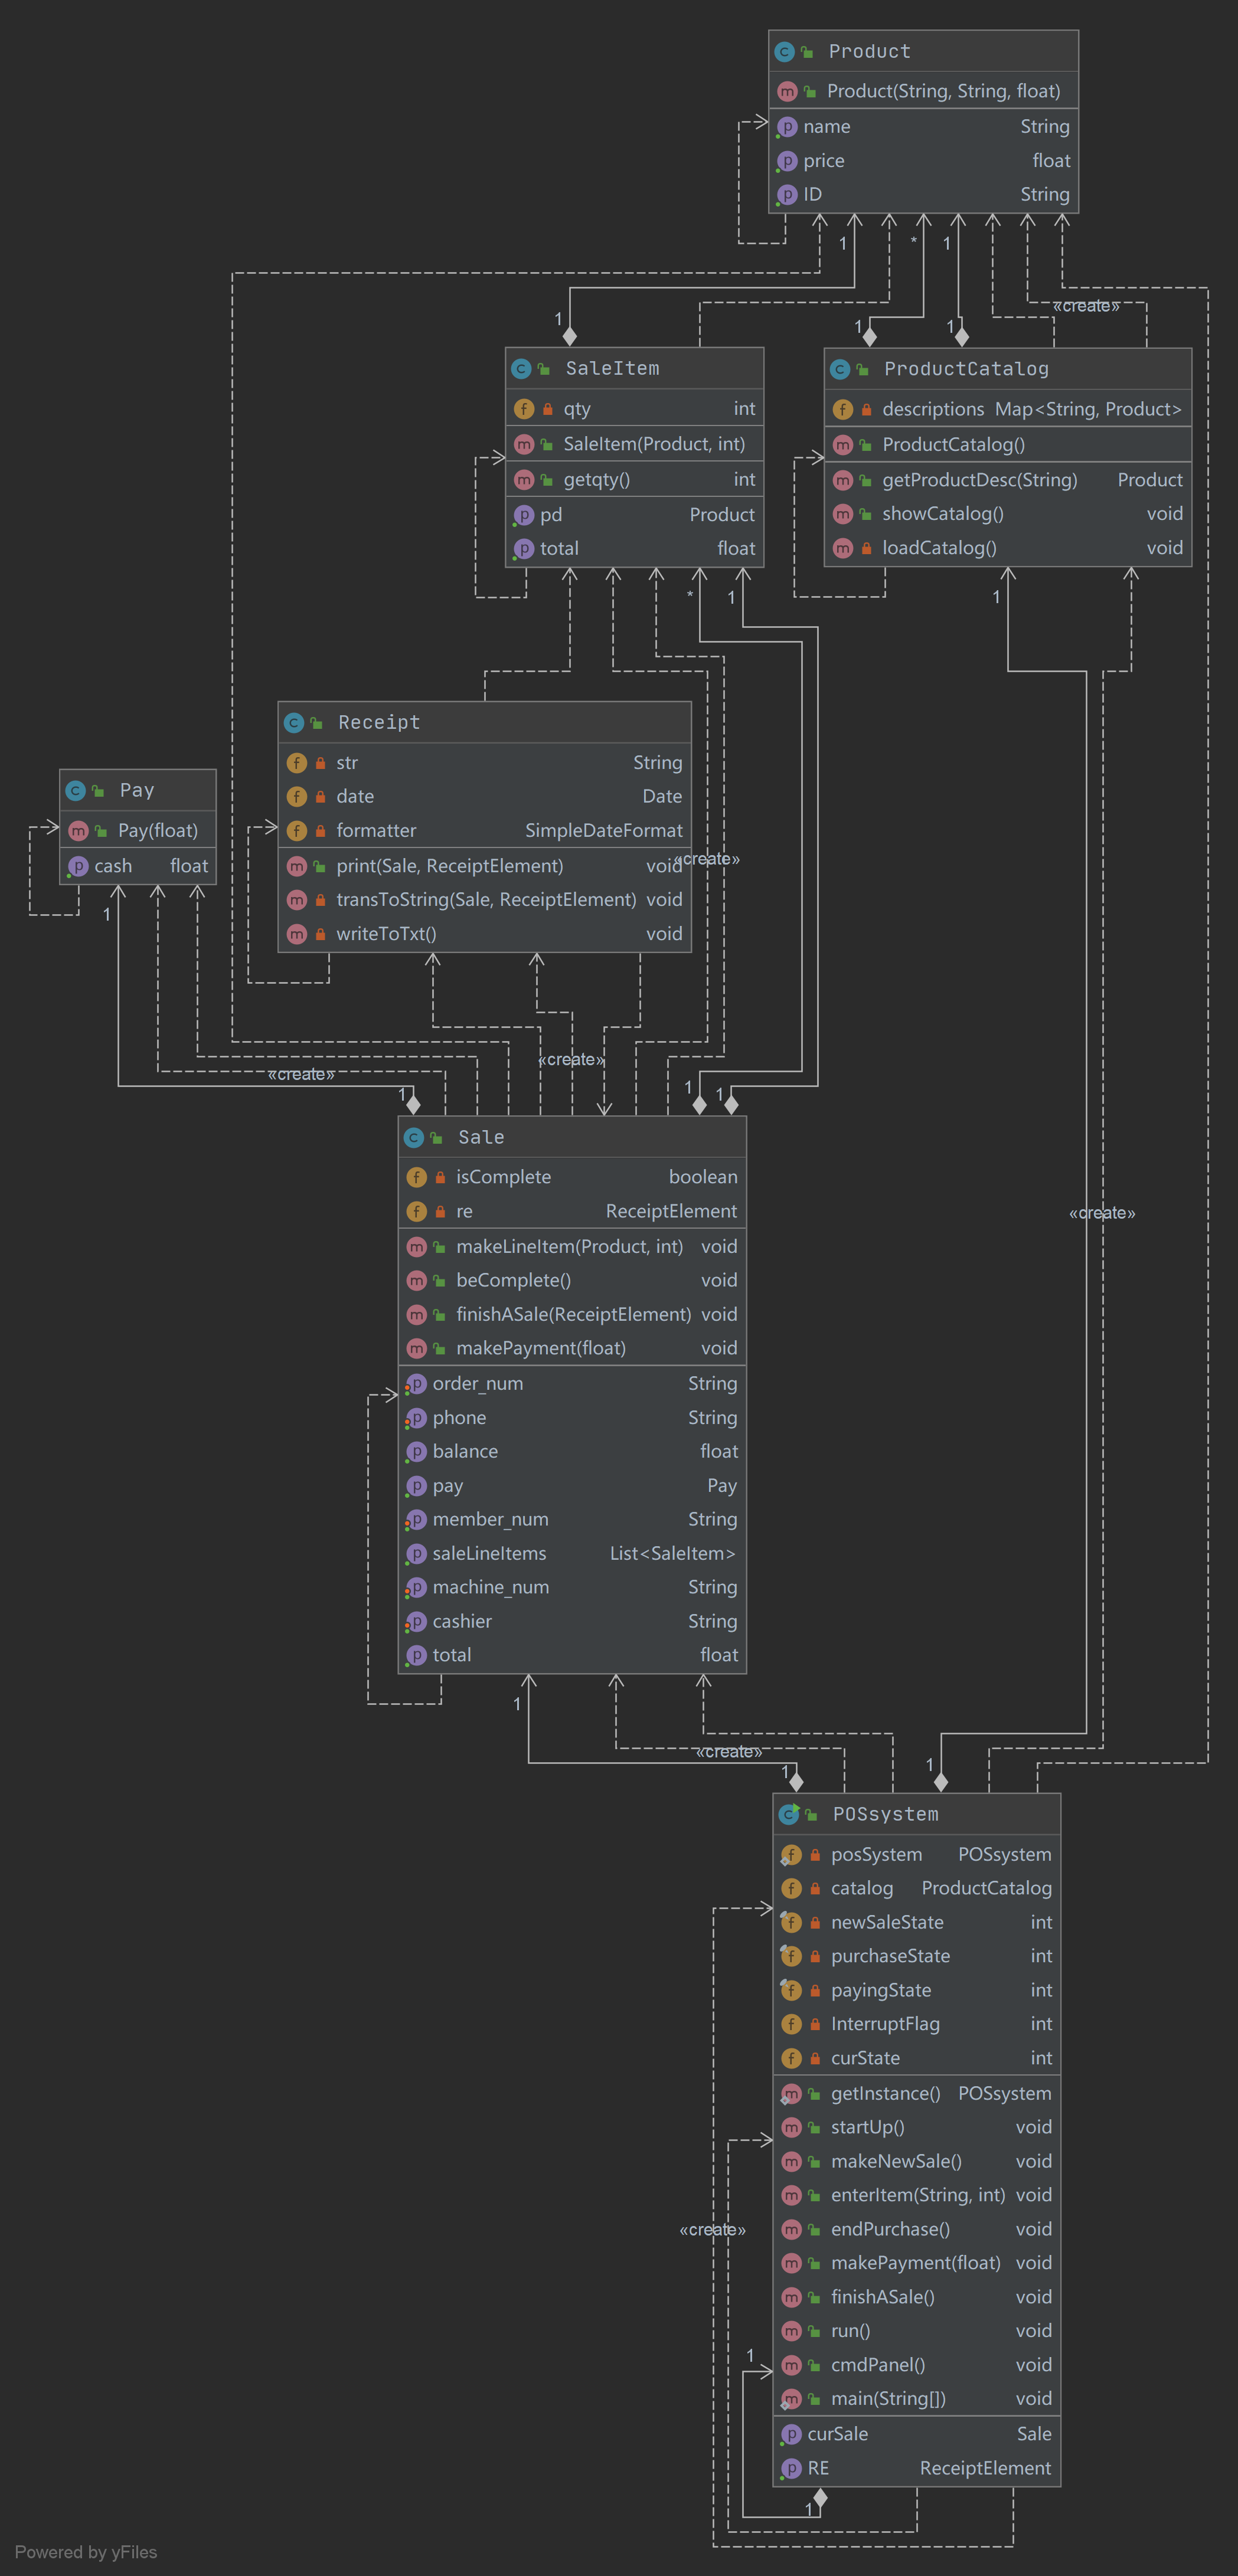 Product
Product(String, String, float)
name String
price float
ID String
1
*
1
«create»
1
1
1
SaleItem
qty int
SaleItem(Product, int)
getqty() int
pd Product
total float
ProductCatalog
descriptions Map<String, Product>
ProductCatalog()
getProductDesc(String) Product
showCatalog() void
loadCatalog() void
*
1
1
Receipt
str String
date Date
formatter SimpleDateFormat
print(Sale, ReceiptElement) void
transToString(Sale, ReceiptElement) void
writeToTxt() void
«create»
Pay
Pay(float)
cash float
1
«create»
«create»
1
1
1
Sale
isComplete boolean
re ReceiptElement
makeLineItem(Product, int) void
beComplete() void
finishASale(ReceiptElement) void
makePayment(float) void
order_num String
phone String
balance float
pay Pay
member_num String
saleLineItems List<SaleItem>
machine_num String
cashier String
total float
«create»
1
«create»
1
1
POSsystem
posSystem POSsystem
catalog ProductCatalog
newSaleState int
purchaseState int
payingState int
InterruptFlag int
curState int
getInstance() POSsystem
startUp() void
makeNewSale() void
enterItem(String, int) void
endPurchase() void
makePayment(float) void
finishASale() void
run() void
cmdPanel() void
main(String[]) void
curSale Sale
RE ReceiptElement
«create»
1
1
Powered by yFiles